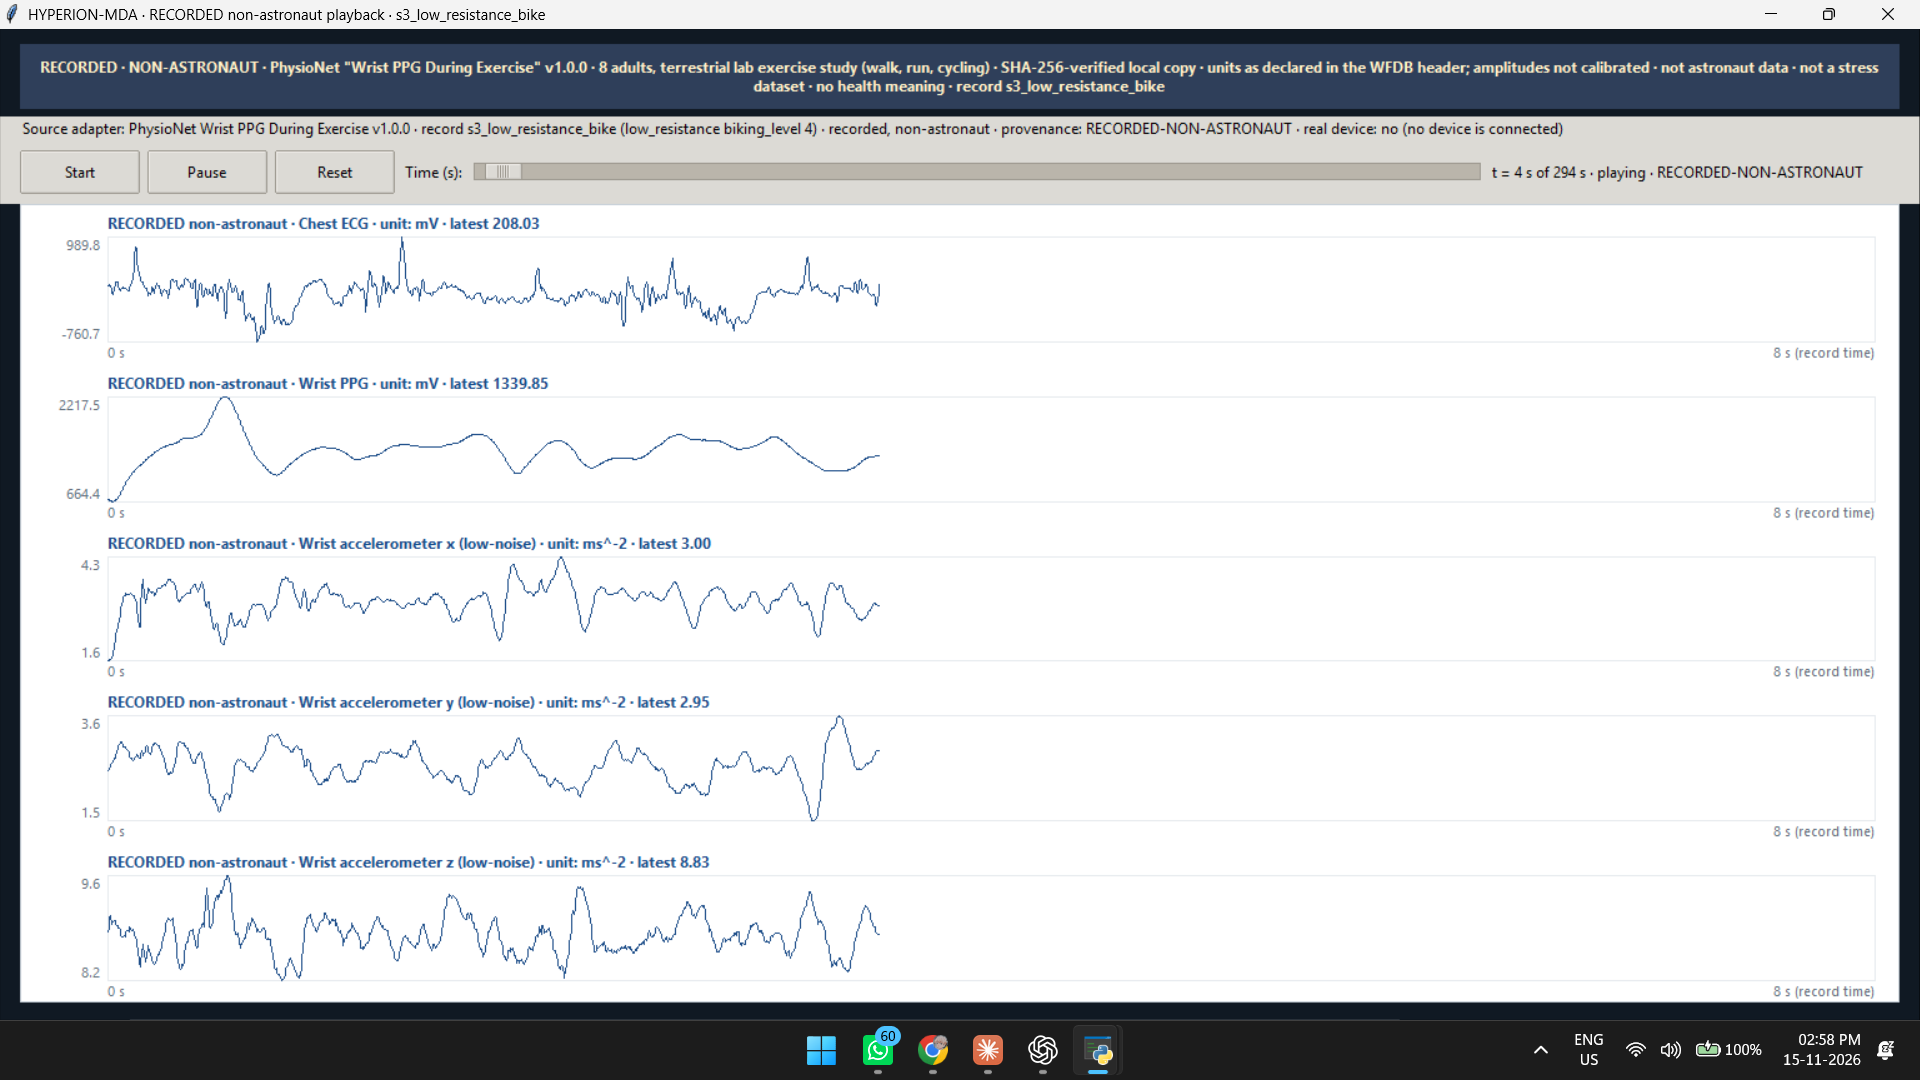 HYPERION-MDA · RECORDED non-astronaut playback · s3_low_resistance_bike
RECORDED · NON-ASTRONAUT · PhysioNet "Wrist PPG During Exercise" v1.0.0 · 8 adults, terrestrial lab exercise study (walk, run, cycling) · SHA-256-verified local copy · units as declared in the WFDB header; amplitudes not calibrated · not astronaut data · not a stress
dataset · no health meaning · record s3_low_resistance_bike
Source adapter: PhysioNet Wrist PPG During Exercise v1.0.0 · record s3_low_resistance_bike (low_resistance biking_level 4) · recorded, non-astronaut · provenance: RECORDED-NON-ASTRONAUT · real device: no (no device is connected)
Start Pause Reset Time (s): t = 4 s of 294 s · playing · RECORDED-NON-ASTRONAUT
RECORDED non-astronaut · Chest ECG · unit: mV · latest 208.03
989.8
-760.7
0 s 8 s (record time)
RECORDED non-astronaut · Wrist PPG · unit: mV · latest 1339.85
2217.5
664.4
0 s 8 s (record time)
RECORDED non-astronaut · Wrist accelerometer x (low-noise) · unit: ms^-2 · latest 3.00
4.3
1.6
0 s 8 s (record time)
RECORDED non-astronaut · Wrist accelerometer y (low-noise) · unit: ms^-2 · latest 2.95
3.6
1.5
0 s 8 s (record time)
RECORDED non-astronaut · Wrist accelerometer z (low-noise) · unit: ms^-2 · latest 8.83
9.6
8.2
0 s 8 s (record time)
60
ENG
US
100%
02:58 PM
15-11-2026